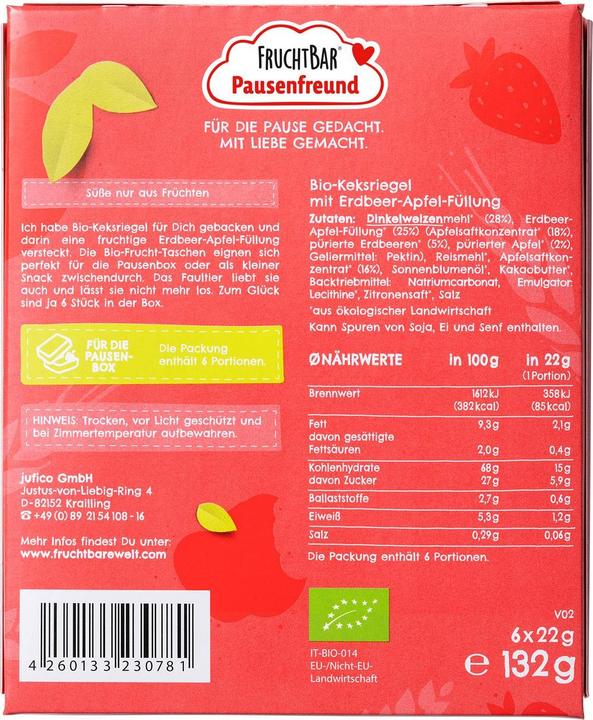 FRUCHTBAR®
Pausenfreund
FÜR DIE PAUSE GEDACHT.
MIT LIEBE GEMACHT.
Süße nur aus Früchten
Ich habe Bio-Keksriegel für Dich gebacken und
darin eine fruchtige Erdbeer-Apfel-Füllung
versteckt. Die Bio-Frucht-Taschen eignen sich
perfekt für die Pausenbox oder als kleiner
Snack zwischendurch. Das Faultier liebt sie
auch und lässt sie nicht mehr los. Zum Glück
sind ja 6 Stück in der Box.
FÜR DIE
PAUSEN-
BOX
Die Packung
enthält 6 Portionen.
HINWEIS: Trocken, vor Licht geschützt und
bei Zimmertemperatur aufbewahren.
jufico GmbH
Justus-von-Liebig-Ring 4
D-82152 Krailling
+49 (0) 89 21 54 108 - 16
Mehr Infos findest Du unter:
www.fruchtbarewelt.com
4 260133 230781
Bio-Keksriegel
mit Erdbeer-Apfel-Füllung
Zutaten: Dinkelweizenmehl* (28%), Erdbeer-
Apfel-Füllung* (25%) (Apfelsaftkonzentrat* (18%),
pürierte Erdbeeren* (5%), pürierter Apfel* (2%),
Geliermittel: Pektin), Reismehl*, Apfelsaftkon-
zentrat* (16%), Sonnenblumenöl*, Kakaobutter*,
Backtriebmittel: Natriumcarbonat, Emulgator:
Lecithine*, Zitronensaft*, Salz
*aus ökologischer Landwirtschaft
Kann Spuren von Soja, Ei und Senf enthalten.
ØNÄHRWERTE in 100g in 22g
(1 Portion)
Brennwert 1612 kJ 358 kJ
(382 kcal) (85 kcal)
Fett 9,3g 2,1g
davon gesättigte
Fettsäuren 2,0g 0,4g
Kohlenhydrate 68g 15g
davon Zucker 27g 5,9g
Ballaststoffe 2,7g 0,6g
Eiweiß 5,3g 1,2g
Salz 0,29g 0,06g
Die Packung enthält 6 Portionen.
IT-BIO-014
EU-/Nicht-EU-
Landwirtschaft
V02
6 x 22 g
℮ 132g